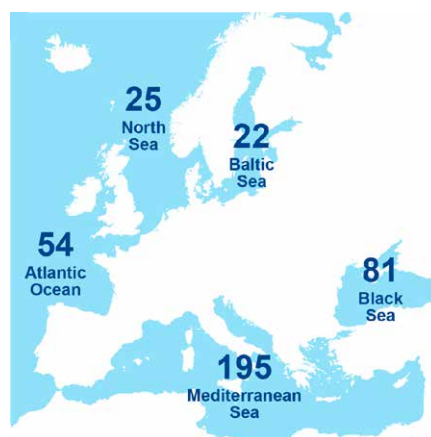 25
North
Sea
22
Baltic
Sea
54
Atlantic
Ocean
81
Black
Sea
195
Mediterranean
Sea